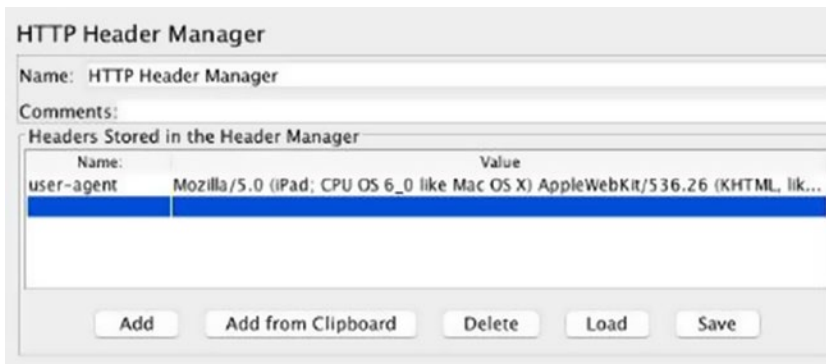 HTTP Header Manager
Name: HTTP Header Manager
Comments:
Headers Stored in the Header Manager
Name: Value
user-agent Mozilla/5.0 (iPad; CPU OS 6_0 like Mac OS X) AppleWebKit/536.26 (KHTML, lik...
Add Add from Clipboard Delete Load Save